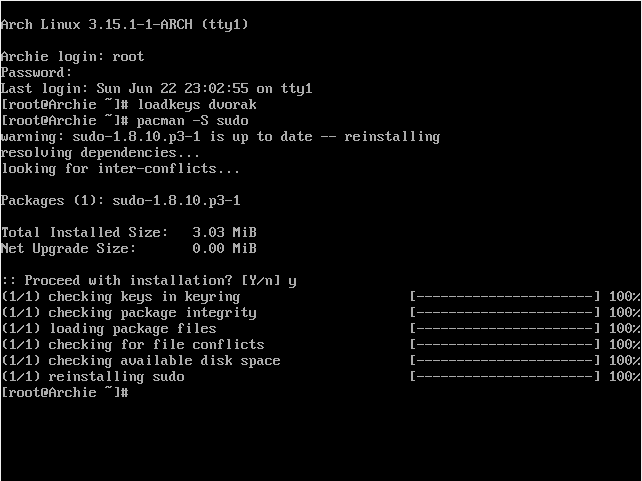 Arch Linux 3.15.1-1-ARCH (tty1)
Archie login: root
Password:
Last login: Sun Jun 22 23:02:55 on tty1
[root@Archie ~]# loadkeys dvorak
[root@Archie ~]# pacman -S sudo
warning: sudo-1.8.10.p3-1 is up to date -- reinstalling
resolving dependencies...
looking for inter-conflicts...
Packages (1): sudo-1.8.10.p3-1
Total Installed Size:   3.03 MiB
Net Upgrade Size:       0.00 MiB
:: Proceed with installation? [Y/n] y
(1/1) checking keys in keyring                     [----------------------] 100%
(1/1) checking package integrity                   [----------------------] 100%
(1/1) loading package files                        [----------------------] 100%
(1/1) checking for file conflicts                  [----------------------] 100%
(1/1) checking available disk space                [----------------------] 100%
(1/1) reinstalling sudo                            [----------------------] 100%
[root@Archie ~]#